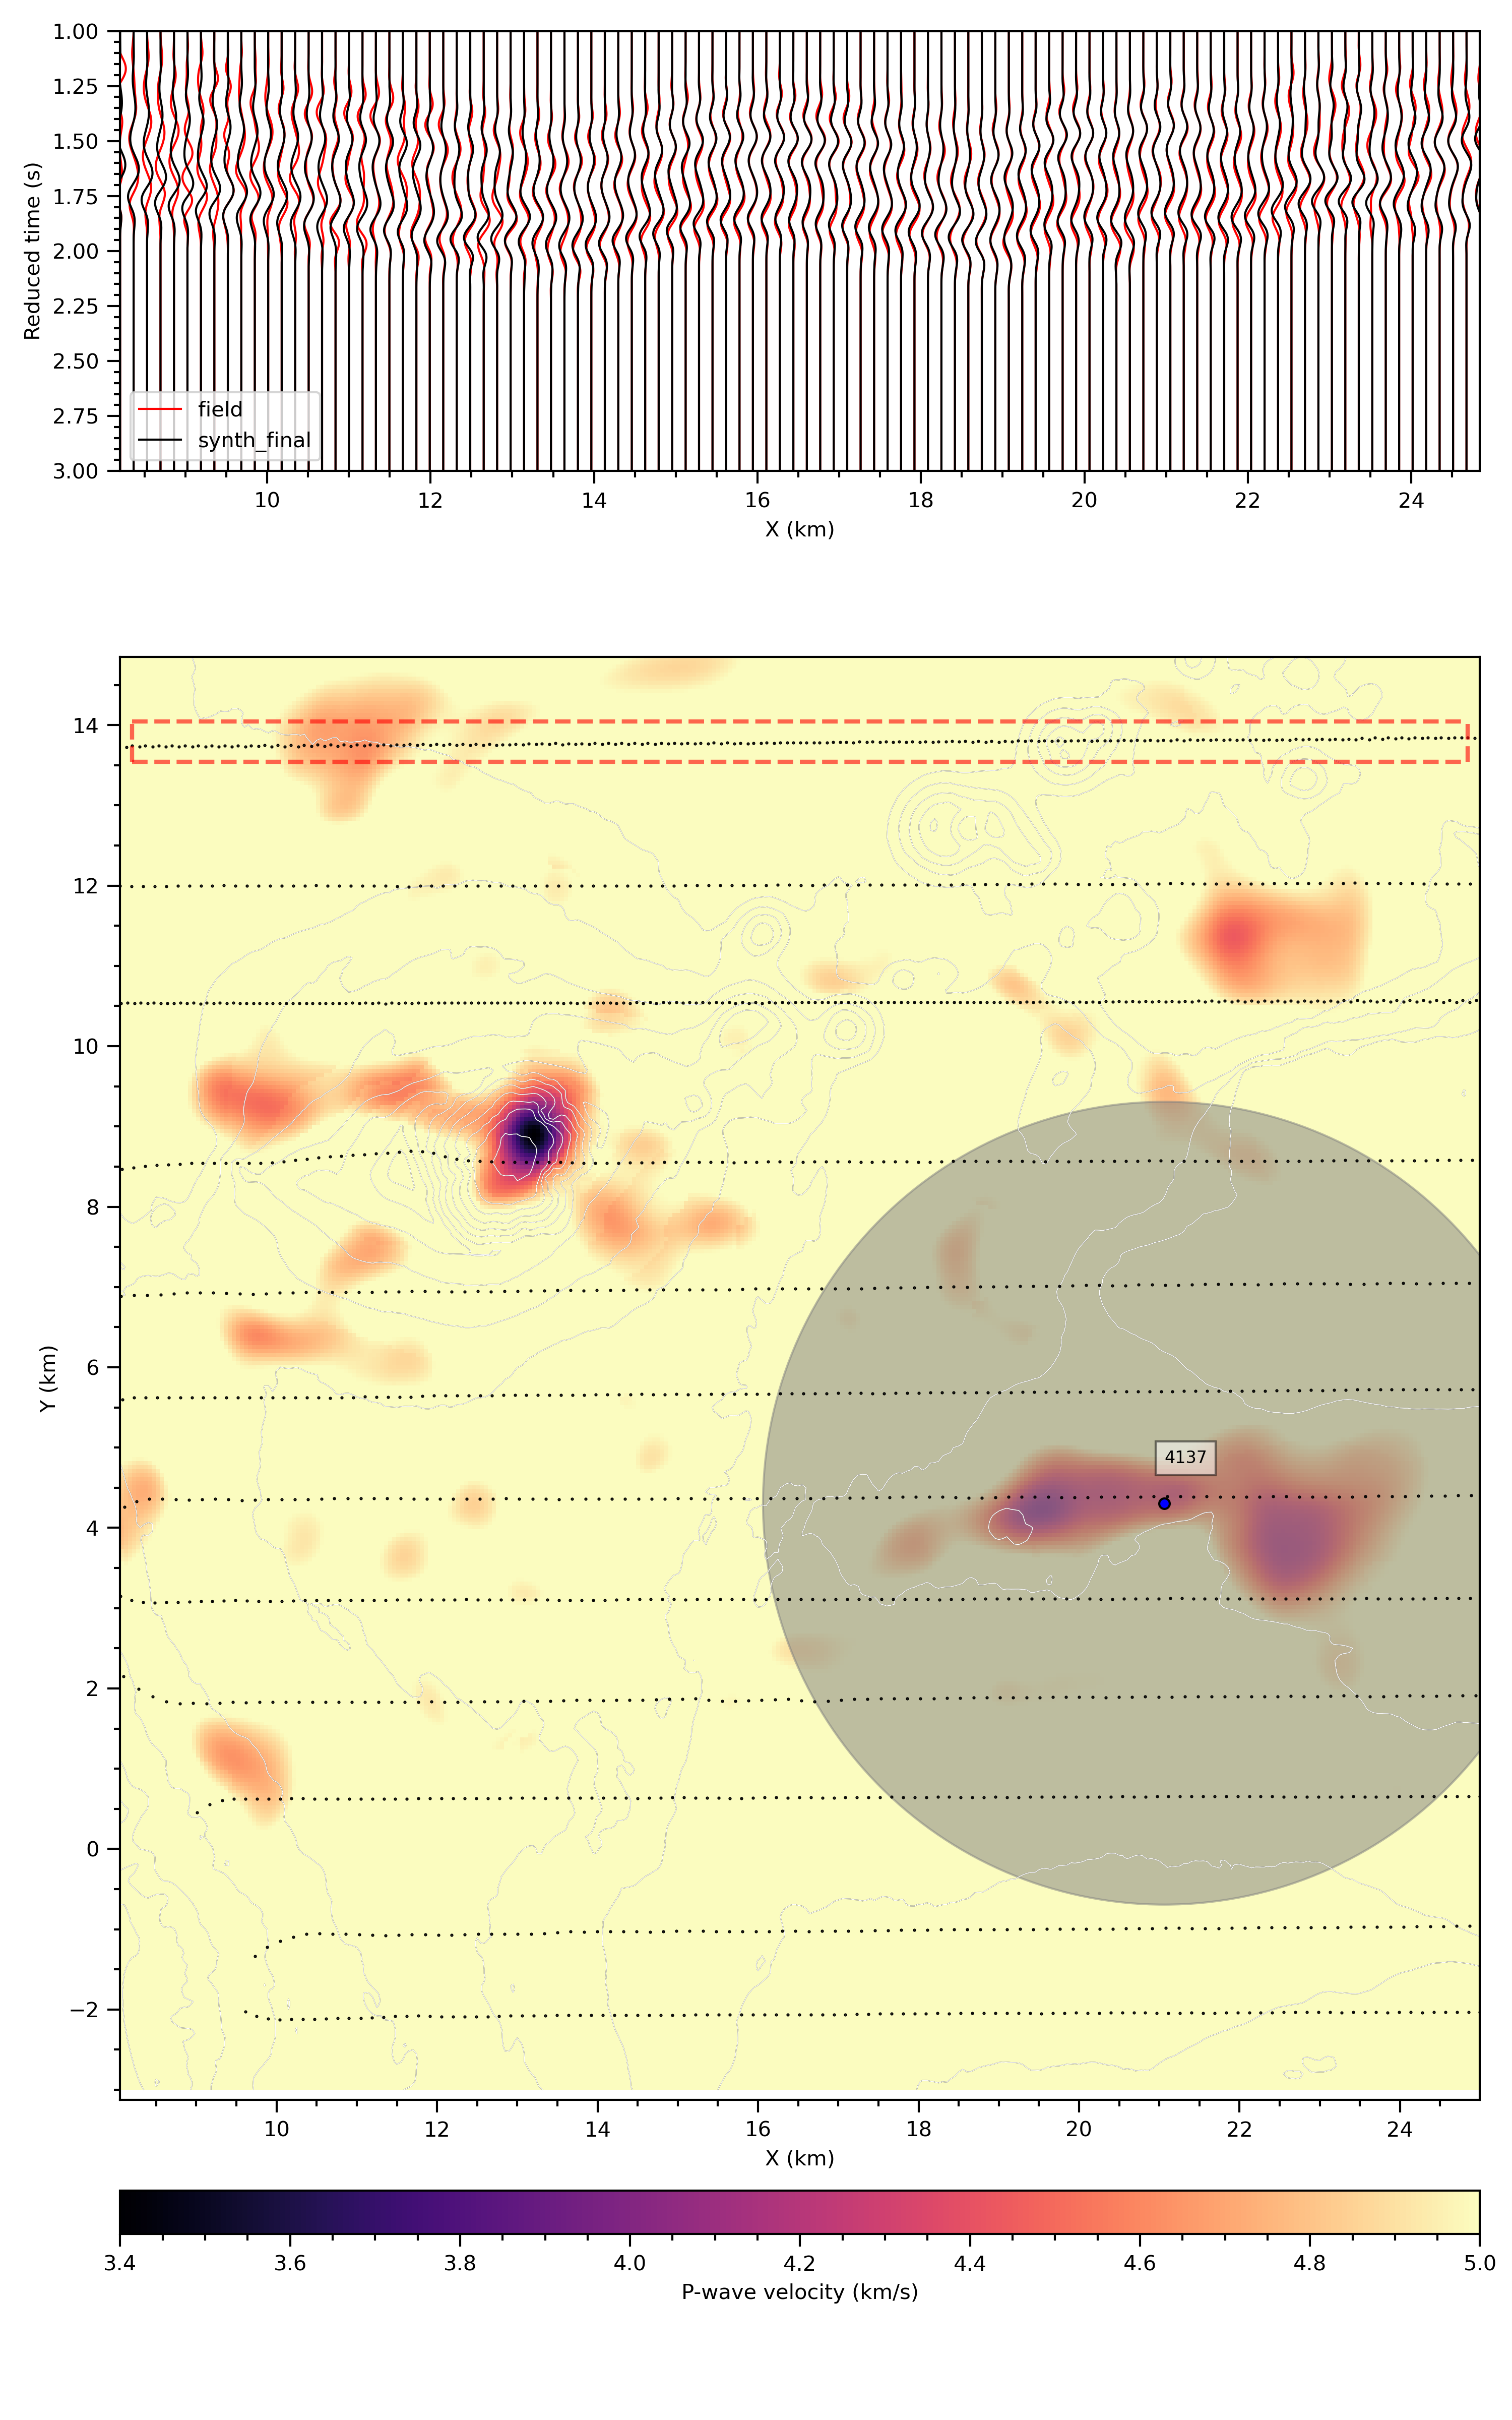 1.00
1.25
1.50
1.75
2.00
2.25
2.50
2.75
3.00
Reduced time (s)
field
synth_final
10 12 14 16 18 20 22 24
X (km)
14
12
10
8
6
4
2
0
−2
Y (km)
4137
10 12 14 16 18 20 22 24
X (km)
3.4 3.6 3.8 4.0 4.2 4.4 4.6 4.8 5.0
P-wave velocity (km/s)